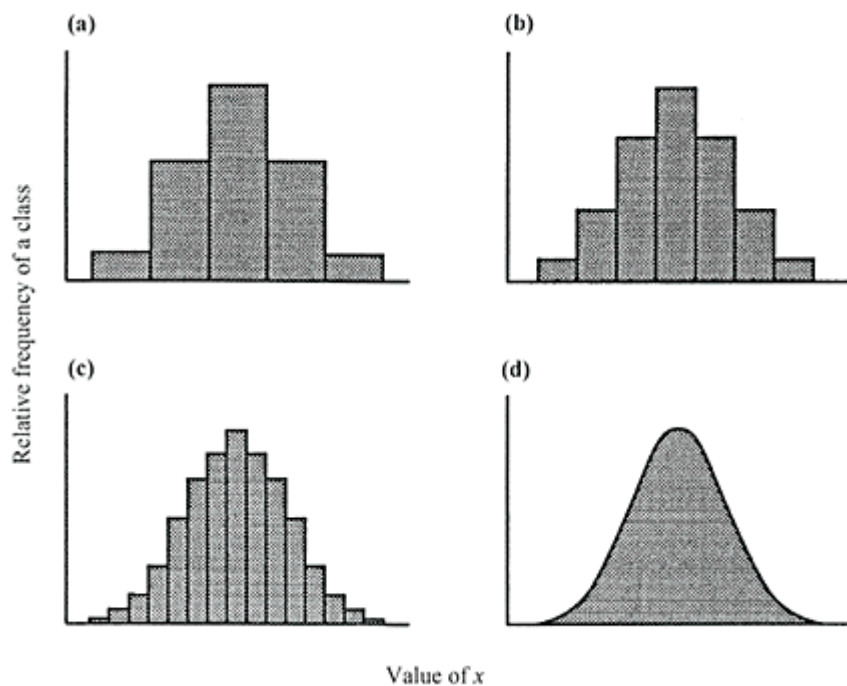 (a)
(b)
Relative frequency of a class
(c)
(d)
Value of x